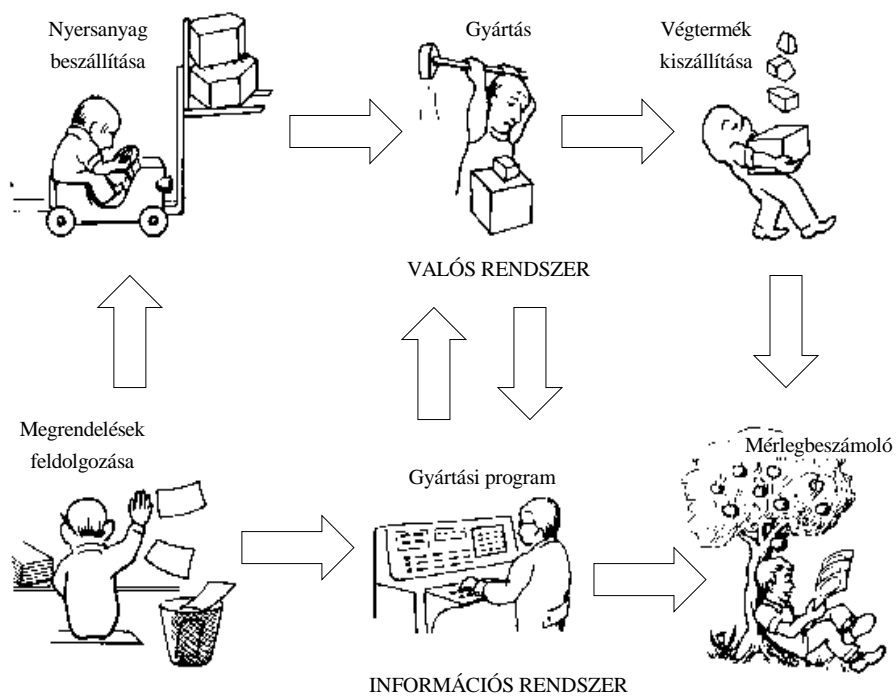 Nyersanyag
beszállítása
Gyártás
Végtermék
kiszállítása
VALÓS RENDSZER
Megrendelések
feldolgozása
Gyártási program
Mérlegbeszámoló
INFORMÁCIÓS RENDSZER